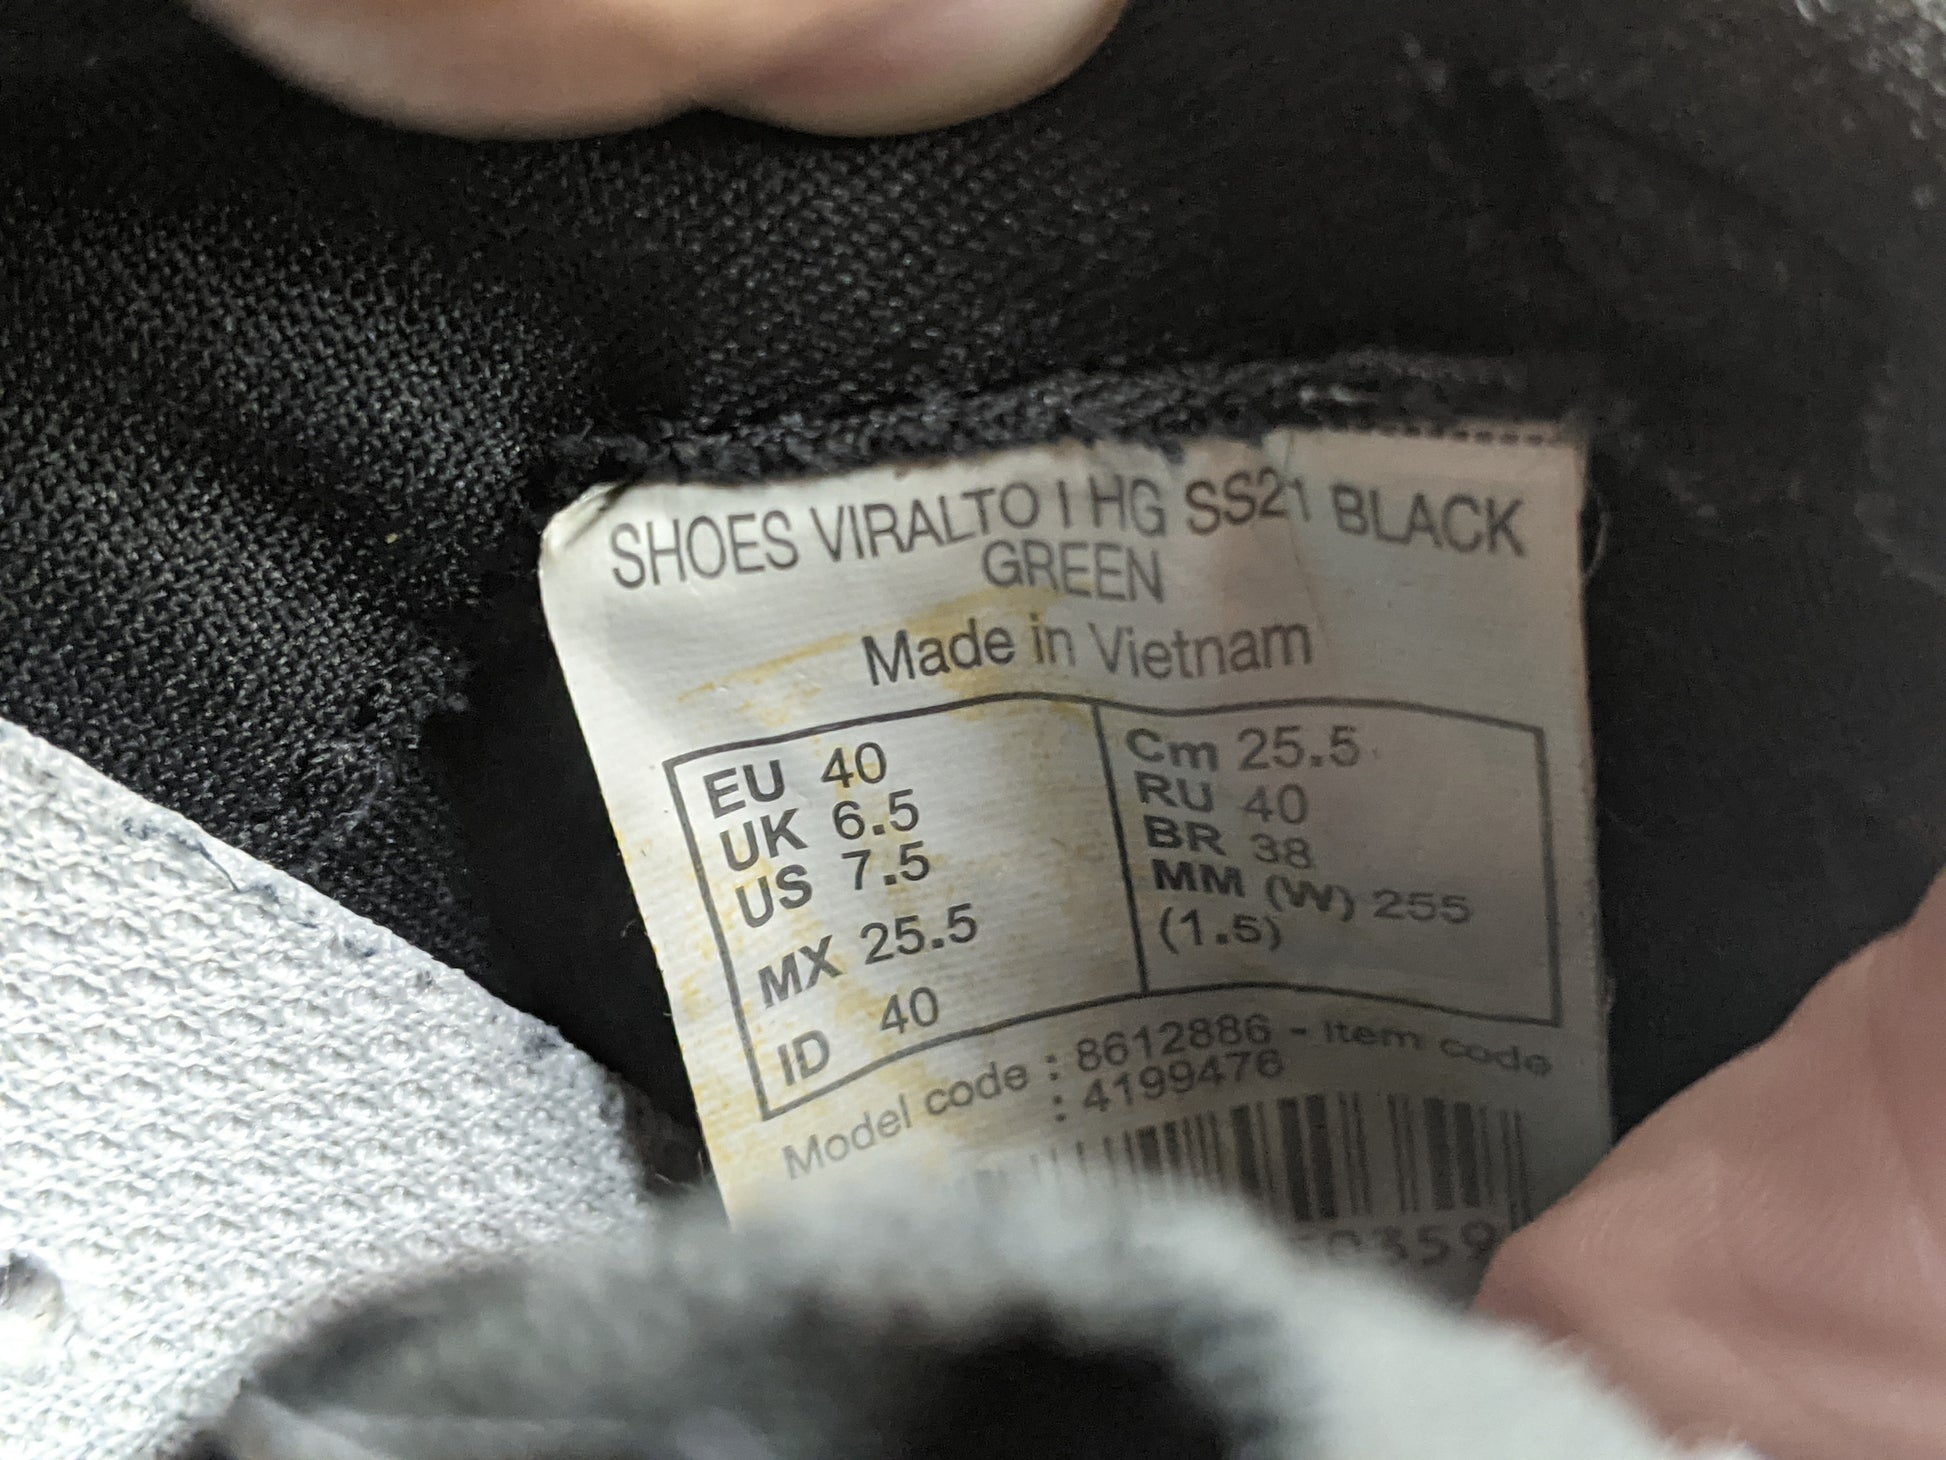 SHOES VIRALTO I HG SS21 BLACK
GREEN
Made in Vietnam
EU 40
UK 6.5
US 7.5
MX 25.5
ID 40
Cm 25.5
RU 40
BR 38
MM (W) 255
(1.5)
Model code : 8612886 - Item code
: 4199476